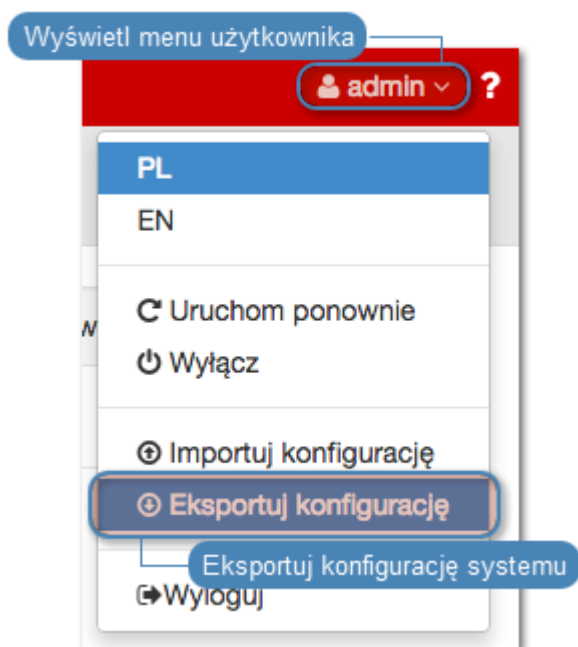 Wyświetl menu użytkownika
admin ?
PL
EN
W
Uruchom ponownie
Wyłącz
Importuj konfigurację
Eksportuj konfigurację
Eksportuj konfigurację systemu
Wyloguj